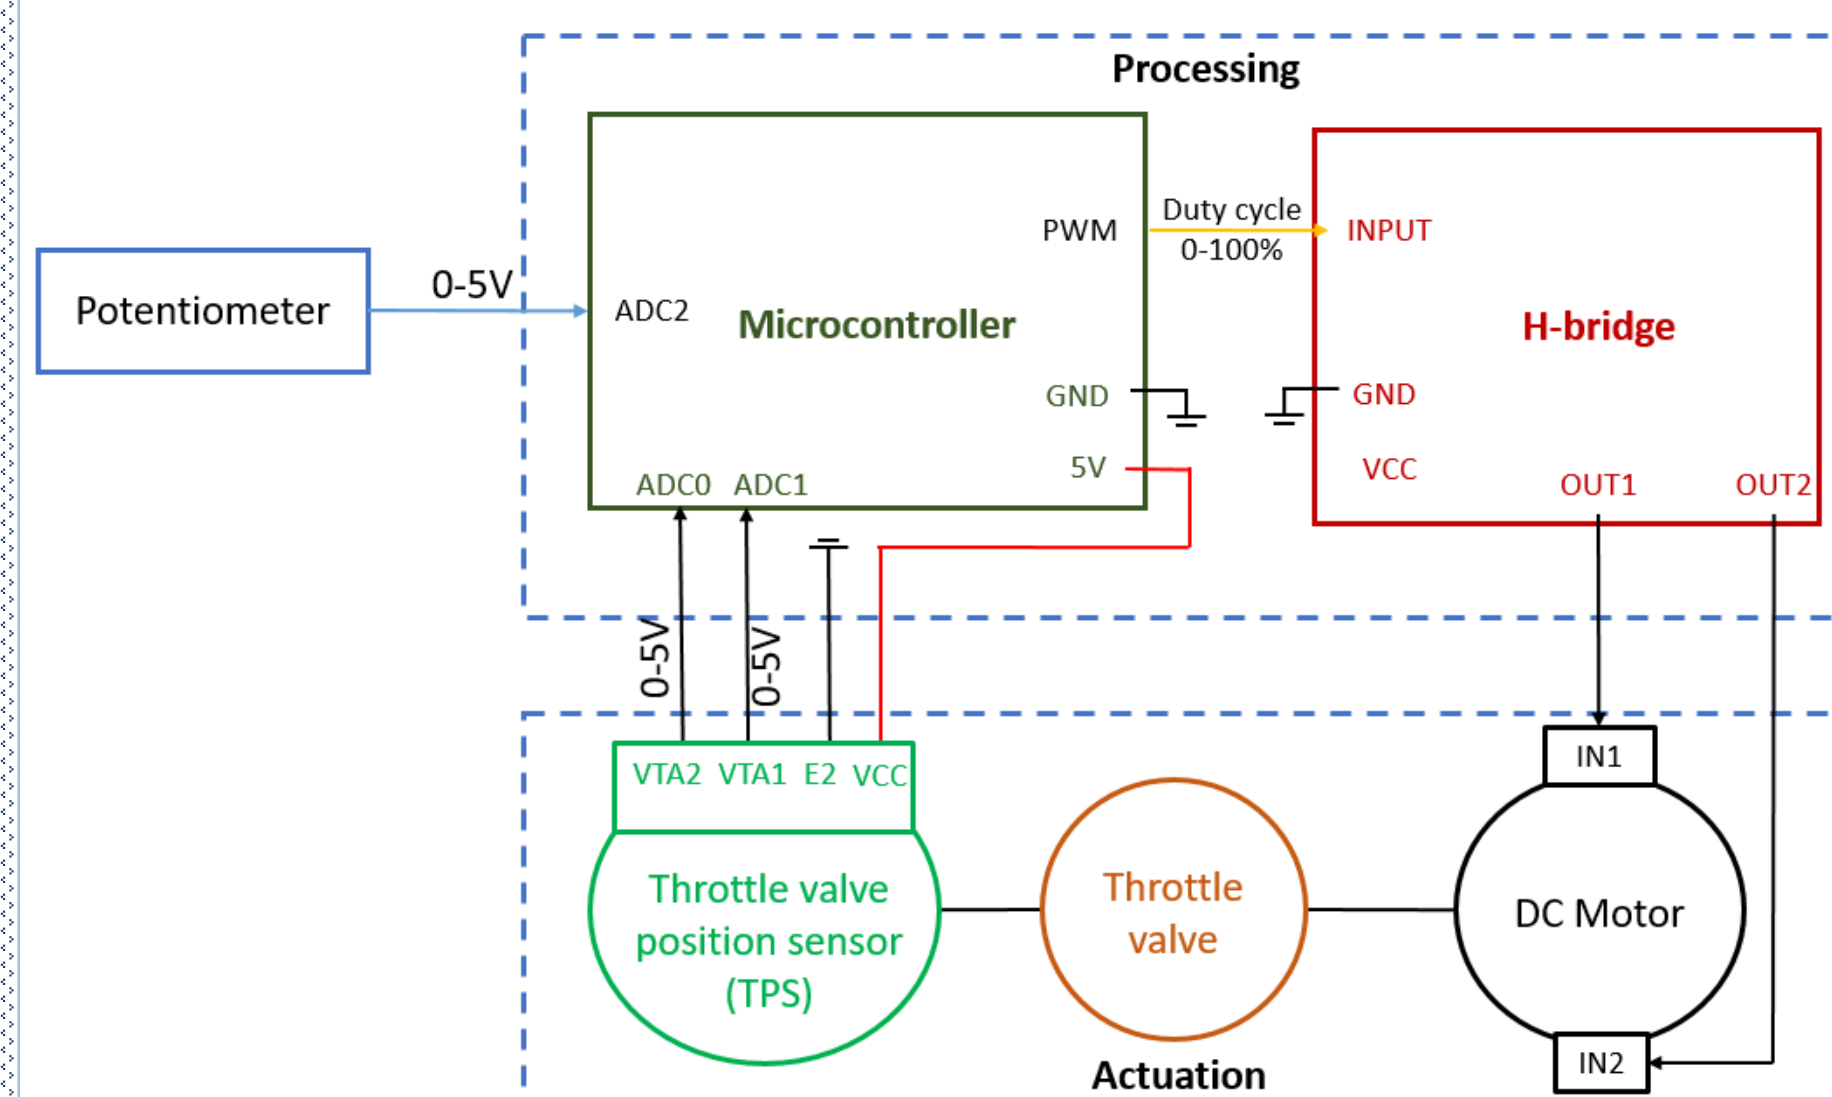 Processing
Potentiometer
0-5V
ADC2
Microcontroller
PWM
GND
5V
ADC0 ADC1
Duty cycle
0-100%
INPUT
H-bridge
GND
VCC
OUT1
OUT2
0-5V
0-5V
VTA2 VTA1 E2 VCC
Throttle valve
position sensor
(TPS)
Throttle
valve
IN1
DC Motor
IN2
Actuation